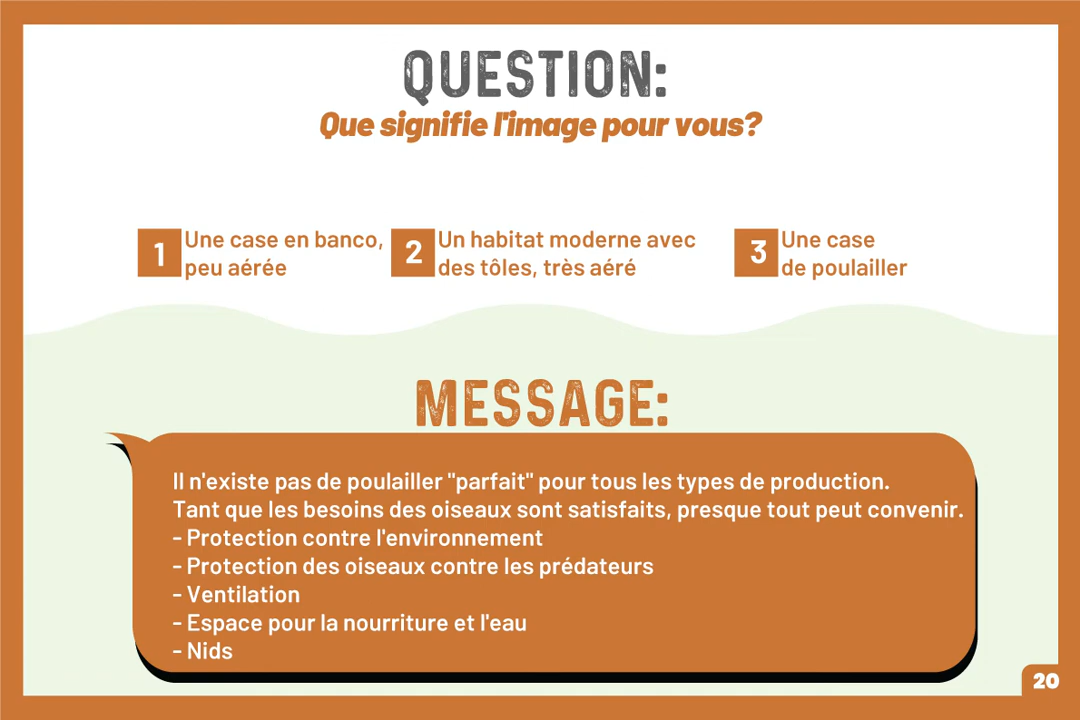 QUESTION:
Que signifie l'image pour vous?
1 Une case en banco,
peu aérée
2 Un habitat moderne avec
des tôles, très aéré
3 Une case
de poulailler
MESSAGE:
Il n'existe pas de poulailler "parfait" pour tous les types de production.
Tant que les besoins des oiseaux sont satisfaits, presque tout peut convenir.
- Protection contre l'environnement
- Protection des oiseaux contre les prédateurs
- Ventilation
- Espace pour la nourriture et l'eau
- Nids
20